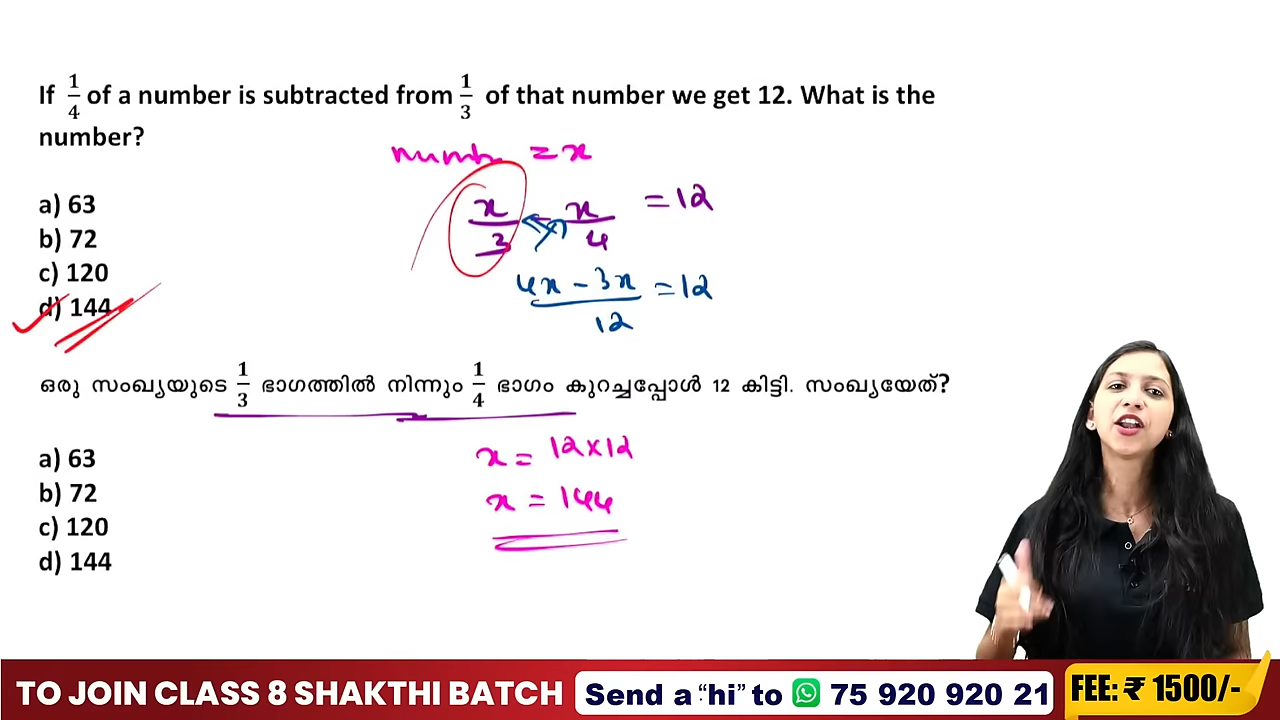 If 1/4 of a number is subtracted from 1/3 of that number we get 12. What is the
number?
numbr = x
a) 63
x/3 - x/4 = 12
b) 72
c) 120
4x - 3x/12 = 12
d) 144
ഒരു സംഖ്യയുടെ 1/3 ഭാഗത്തിൽ നിന്നും 1/4 ഭാഗം കുറച്ചപ്പോൾ 12 കിട്ടി. സംഖ്യയേത്?
a) 63
x = 12x12
b) 72
x = 144
c) 120
d) 144
TO JOIN CLASS 8 SHAKTHI BATCH Send a “hi” to 75 920 920 21 FEE: ₹ 1500/-